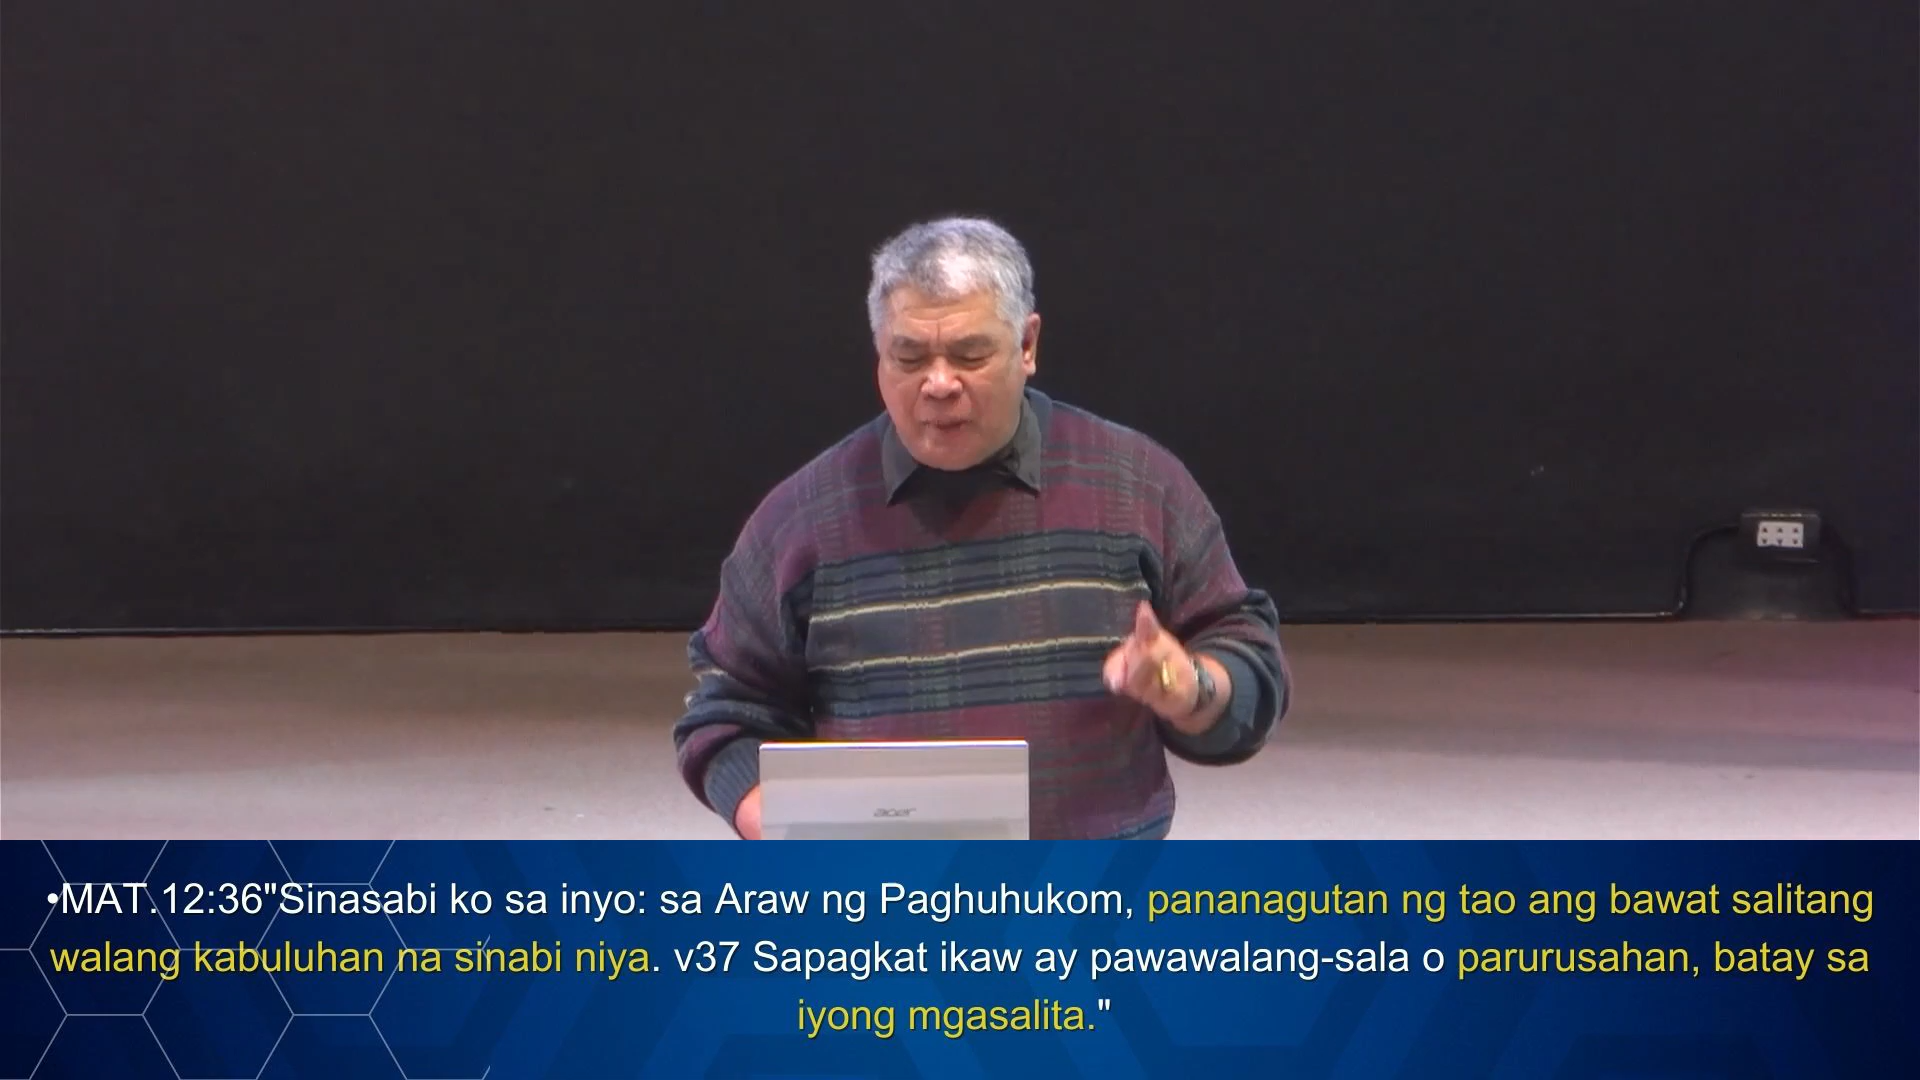 acer
•MAT.12:36"Sinasabi ko sa inyo: sa Araw ng Paghuhukom, pananagutan ng tao ang bawat salitang
walang kabuluhan na sinabi niya. v37 Sapagkat ikaw ay pawawalang-sala o parurusahan, batay sa
iyong mgasalita."